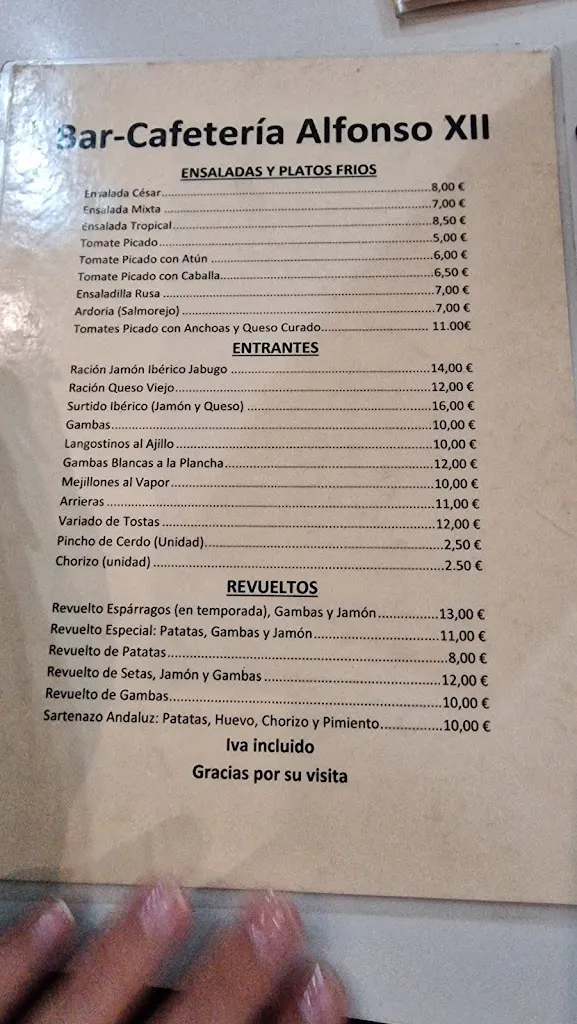 Bar-Cafetería Alfonso XII
ENSALADAS Y PLATOS FRIOS
Ensalada César 8,00 €
Ensalada Mixta 7,00 €
Ensalada Tropical 8,50 €
Tomate Picado 5,00 €
Tomate Picado con Atún 6,00 €
Tomate Picado con Caballa 6,50 €
Ensaladilla Rusa 7,00 €
Ardoria (Salmorejo) 7,00 €
Tomates Picado con Anchoas y Queso Curado 11.00€
ENTRANTES
Ración Jamón Ibérico Jabugo 14,00 €
Ración Queso Viejo 12,00 €
Surtido Ibérico (Jamón y Queso) 16,00 €
Gambas 10,00 €
Langostinos al Ajillo 10,00 €
Gambas Blancas a la Plancha 12,00 €
Mejillones al Vapor 10,00 €
Arrieras 11,00 €
Variado de Tostas 12,00 €
Pincho de Cerdo (Unidad) 2,50 €
Chorizo (unidad) 2.50 €
REVUELTOS
Revuelto Espárragos (en temporada), Gambas y Jamón 13,00 €
Revuelto Especial: Patatas, Gambas y Jamón 11,00 €
Revuelto de Patatas 8,00 €
Revuelto de Setas, Jamón y Gambas 12,00 €
Revuelto de Gambas 10,00 €
Sartenazo Andaluz: Patatas, Huevo, Chorizo y Pimiento 10,00 €
Iva incluido
Gracias por su visita